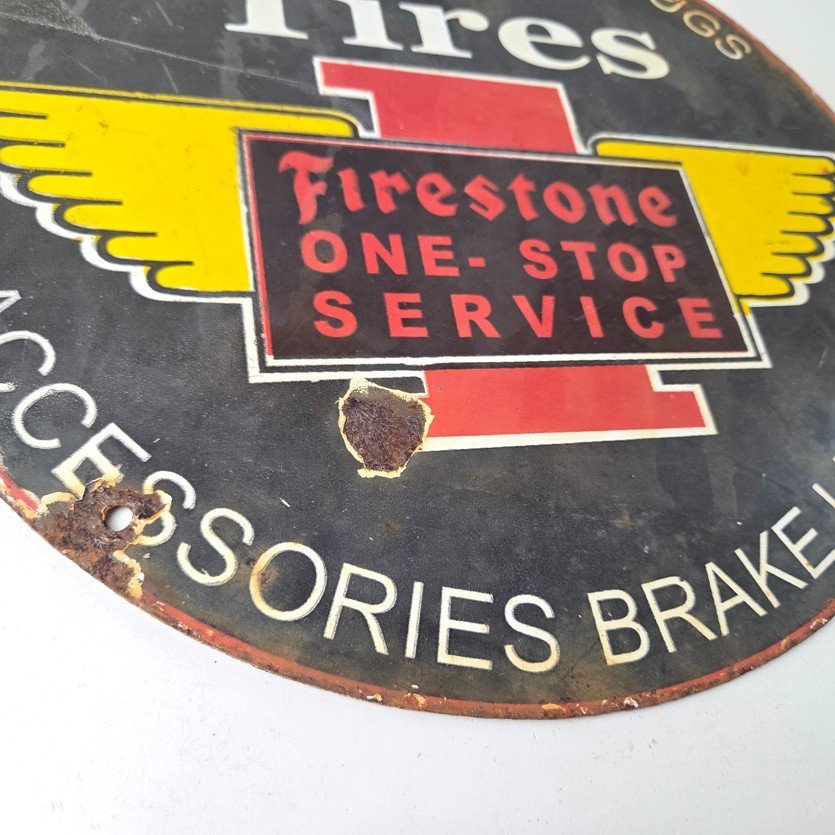 Tires
Firestone
ONE- STOP
SERVICE
ACCESSORIES BRAKE